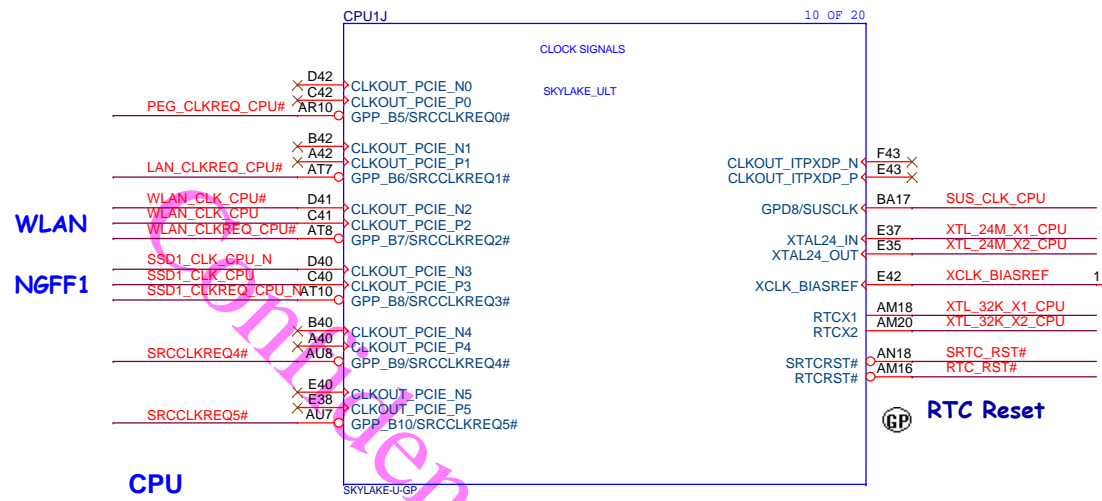 CPU1J 10 OF 20
CLOCK SIGNALS
SKYLAKE_ULT
D42 CLKOUT_PCIE_N0
C42 CLKOUT_PCIE_P0
PEG_CLKREQ_CPU# AR10 GPP_B5/SRCCLKREQ0#
B42 CLKOUT_PCIE_N1
A42 CLKOUT_PCIE_P1
LAN_CLKREQ_CPU# AT7 GPP_B6/SRCCLKREQ1#
WLAN
WLAN_CLK_CPU# D41 CLKOUT_PCIE_N2
WLAN_CLK_CPU C41 CLKOUT_PCIE_P2
WLAN_CLKREQ_CPU# AT8 GPP_B7/SRCCLKREQ2#
NGFF1
SSD1_CLK_CPU_N D40 CLKOUT_PCIE_N3
SSD1_CLK_CPU C40 CLKOUT_PCIE_P3
SSD1_CLKREQ_CPU_N AT10 GPP_B8/SRCCLKREQ3#
B40 CLKOUT_PCIE_N4
A40 CLKOUT_PCIE_P4
SRCCLKREQ4# AU8 GPP_B9/SRCCLKREQ4#
E40 CLKOUT_PCIE_N5
E38 CLKOUT_PCIE_P5
SRCCLKREQ5# AU7 GPP_B10/SRCCLKREQ5#
CLKOUT_ITPXDP_N F43
CLKOUT_ITPXDP_P E43
GPD8/SUSCLK BA17 SUS_CLK_CPU
XTAL24_IN E37 XTL_24M_X1_CPU
XTAL24_OUT E35 XTL_24M_X2_CPU
XCLK_BIASREF E42 XCLK_BIASREF 1
RTCX1 AM18 XTL_32K_X1_CPU
RTCX2 AM20 XTL_32K_X2_CPU
SRTCRST# AN18 SRTC_RST#
RTCRST# AM16 RTC_RST#
GP RTC Reset
CPU
SKYLAKE-U-GP
Confiden